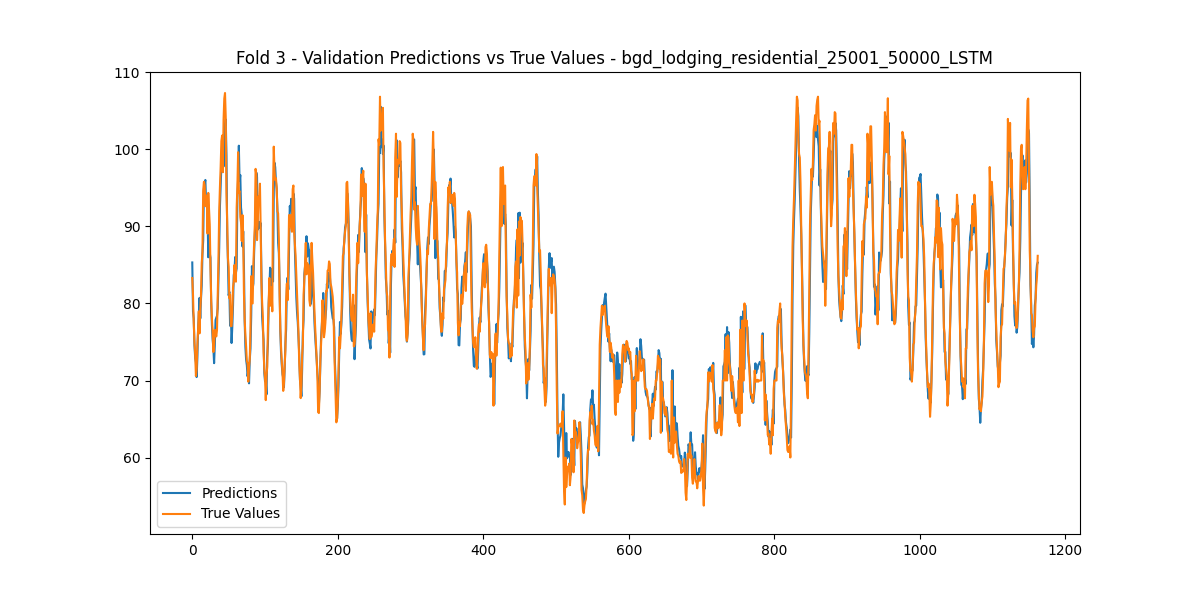 Fold 3 - Validation Predictions vs True Values - bgd_lodging_residential_25001_50000_LSTM
110
100
90
80
70
60
Predictions
True Values
0 200 400 600 800 1000 1200